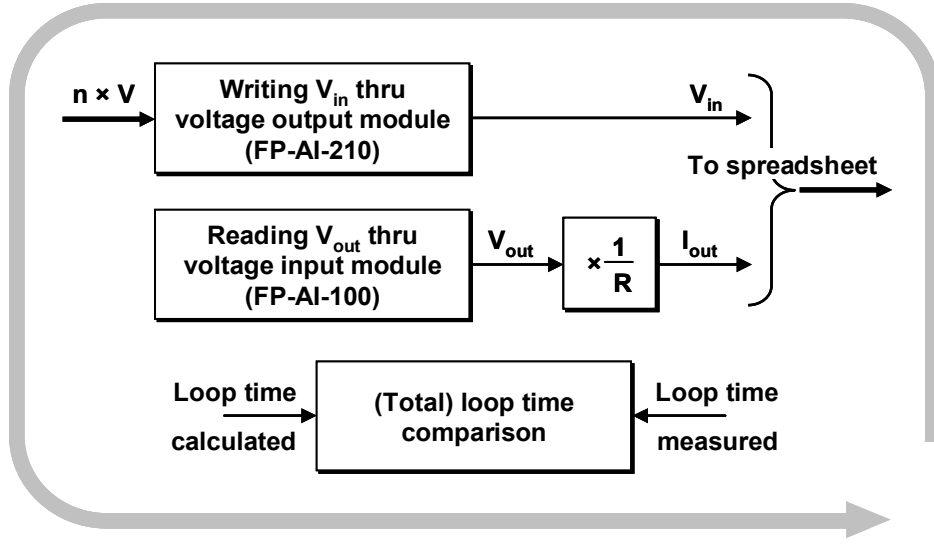 n × V
Writing V_in thru
voltage output module
(FP-AI-210)
V_in
To spreadsheet
Reading V_out thru
voltage input module
(FP-AI-100)
V_out
× 1/R
I_out
Loop time
calculated
(Total) loop time
comparison
Loop time
measured